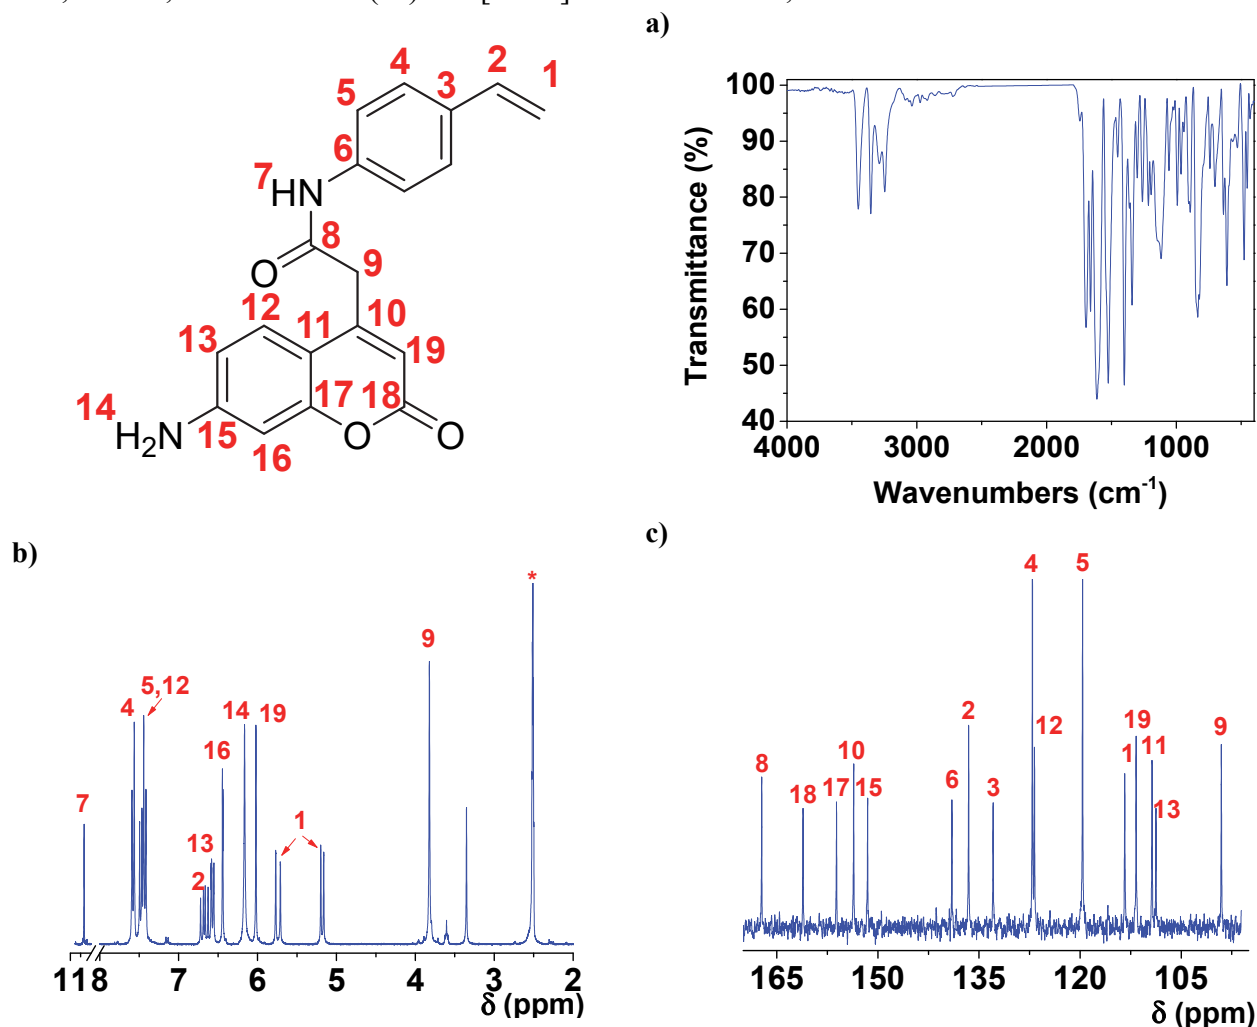 a)
2
4
1
5
3
6
7
HN
8
O
9
12
10
11
13
19
14
17
18
H2N
15
O
O
16
100
90
80
70
60
50
40
Transmittance (%)
4000 3000 2000 1000
Wavenumbers (cm-1)
b)
*
9
5,12
4
14 19
16
7
13
1
2
11 8 7 6 5 4 3 2
δ (ppm)
c)
4 5
2
12
19
10
9
8
1 11
6
18 17 15 3
13
165 150 135 120 105
δ (ppm)